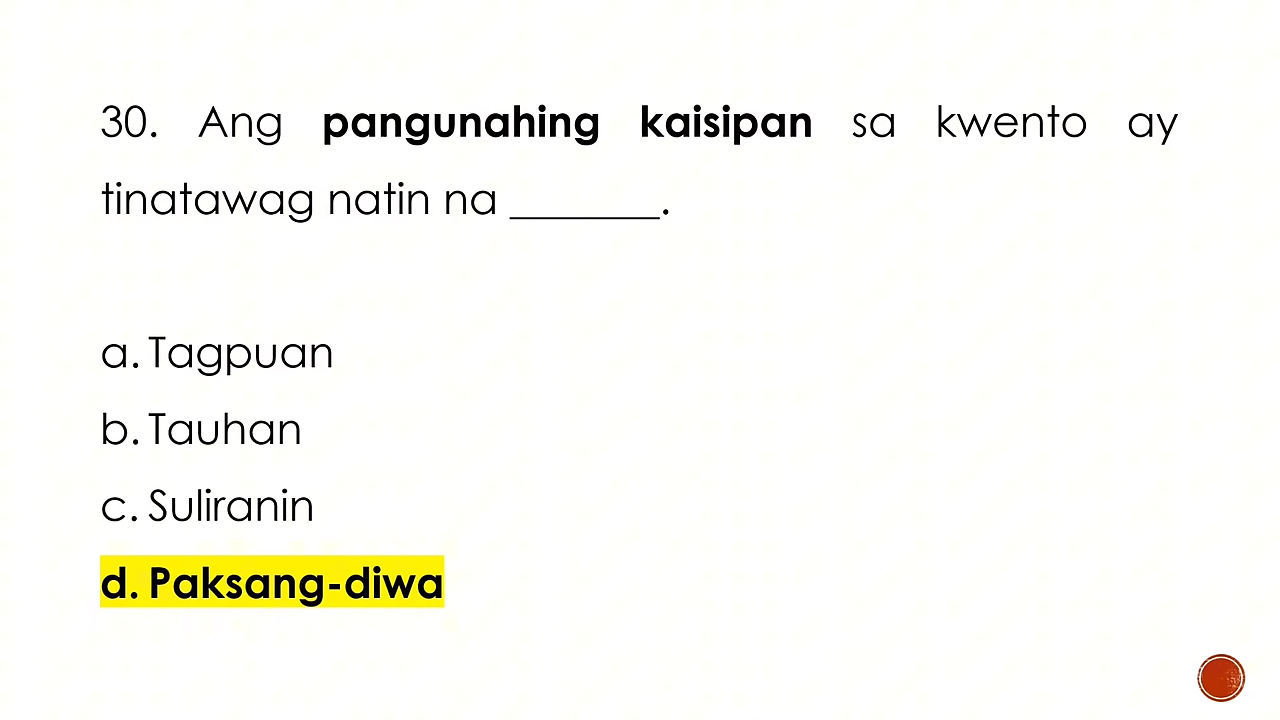 30. Ang pangunahing kaisipan sa kwento ay
tinatawag natin na _______.
a. Tagpuan
b. Tauhan
c. Suliranin
d. Paksang-diwa